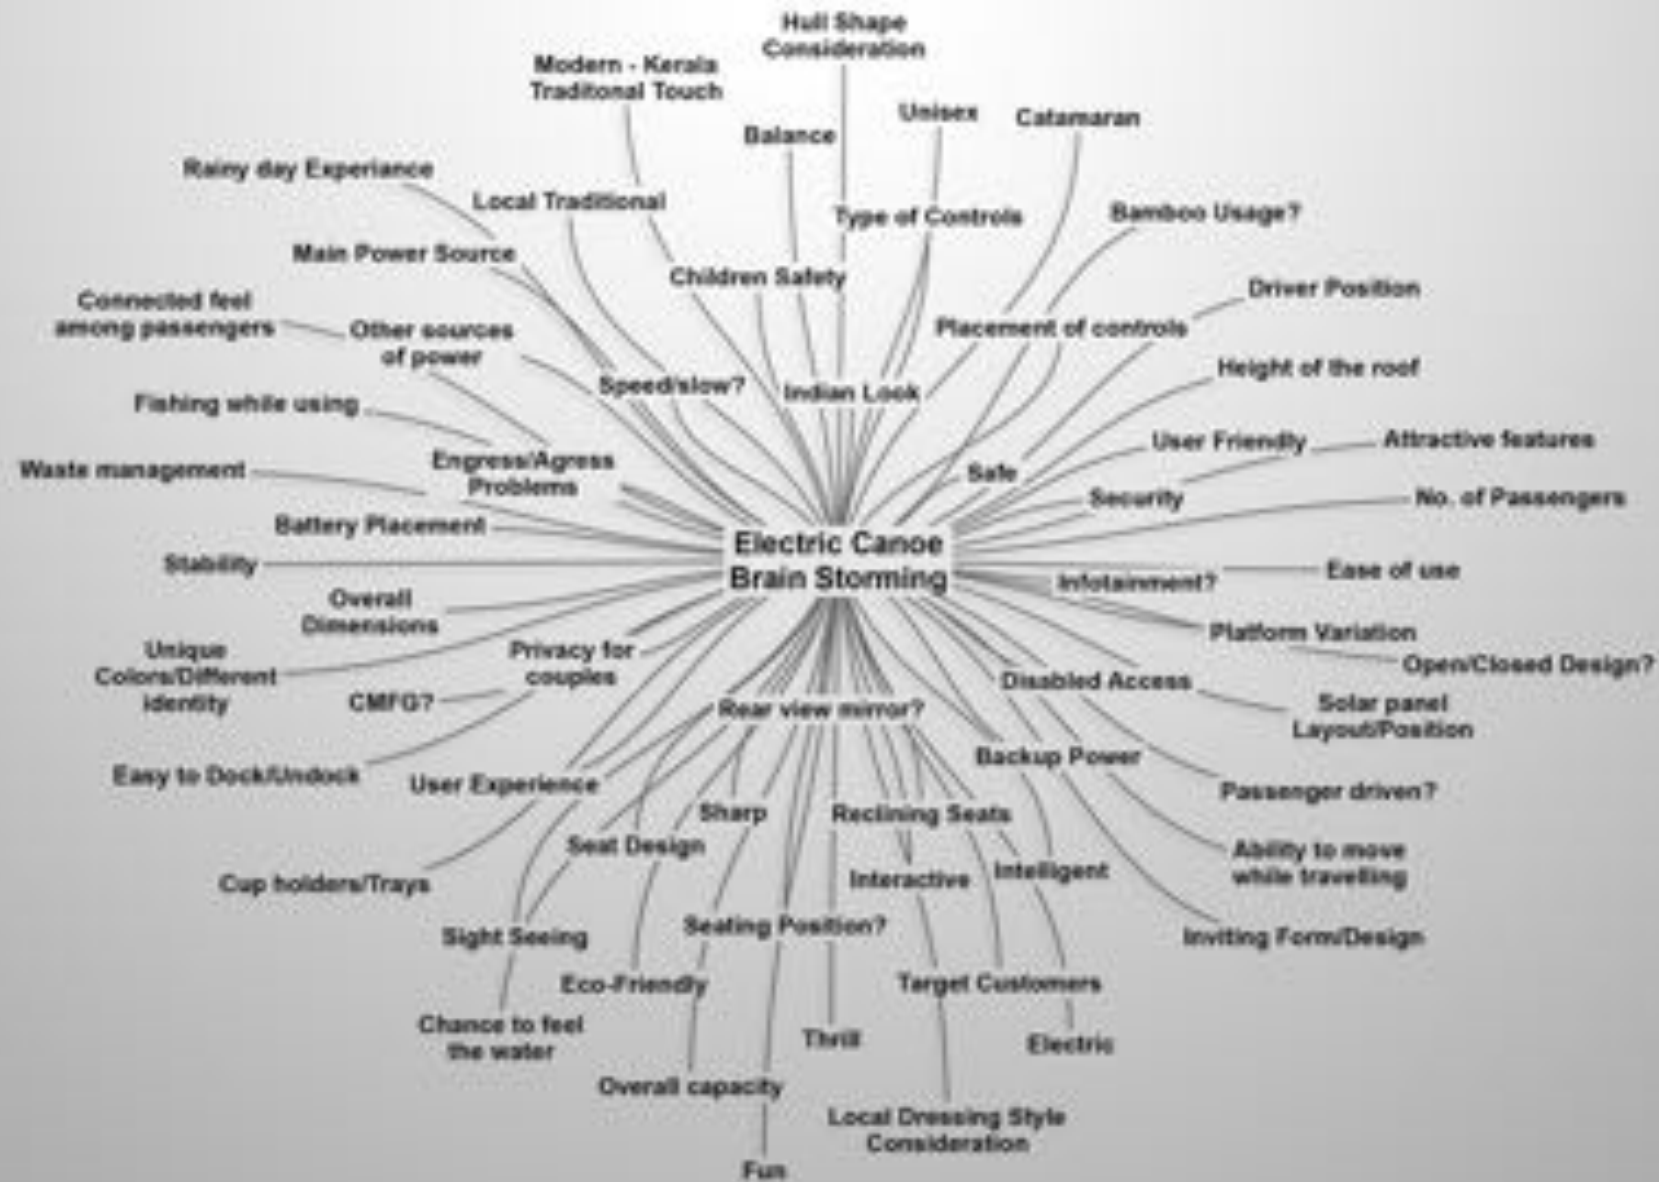 Hull Shape
Consideration
Modern - Kerala
Traditonal Touch
Unisex
Catamaran
Balance
Rainy day Experiance
Local Traditional
Type of Controls
Bamboo Usage?
Main Power Source
Children Safety
Driver Position
Connected feel
among passengers
Other sources
of power
Placement of controls
Height of the roof
Speed/slow?
Indian Look
Fishing while using
User Friendly
Attractive features
Waste management
Engress/Agress
Problems
Safe
Security
No. of Passengers
Battery Placement
Electric Canoe
Brain Storming
Stability
Ease of use
Infotainment?
Overall
Dimensions
Platform Variation
Unique
Colors/Different
identity
Privacy for
couples
Open/Closed Design?
Disabled Access
CMFG?
Rear view mirror?
Solar panel
Layout/Position
Easy to Dock/Undock
User Experience
Backup Power
Passenger driven?
Sharp
Reclining Seats
Seat Design
Ability to move
while travelling
Cup holders/Trays
Interactive
Intelligent
Sight Seeing
Seating Position?
Inviting Form/Design
Eco-Friendly
Target Customers
Chance to feel
the water
Thrill
Electric
Overall capacity
Local Dressing Style
Consideration
Fun